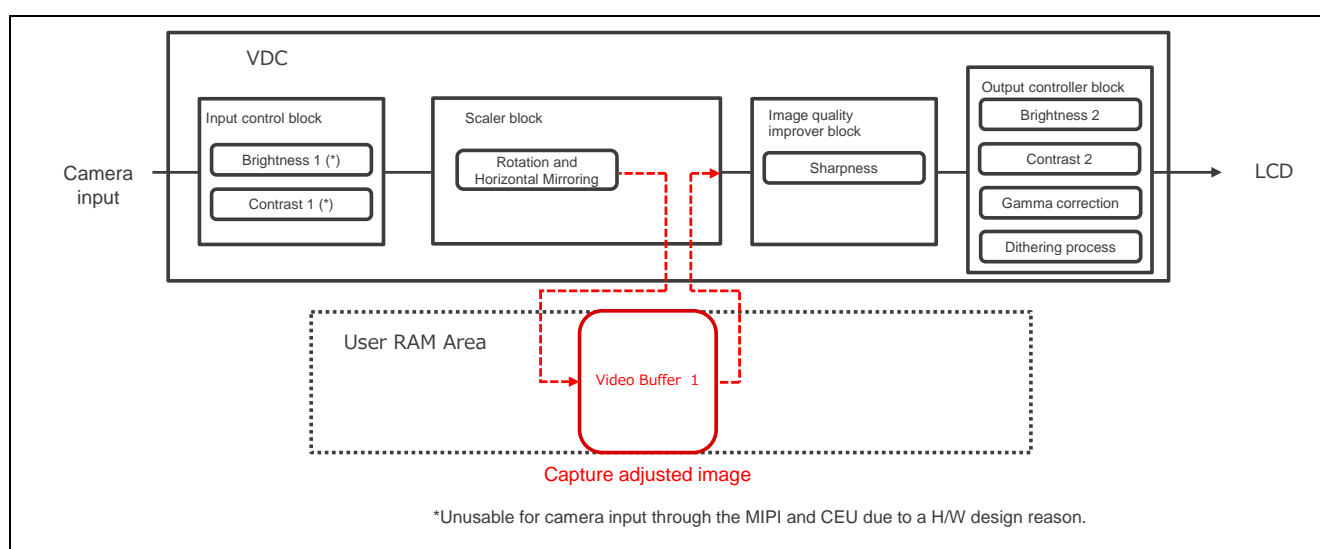 VDC
Camera
input
Input control block
Brightness 1 (*)
Contrast 1 (*)
Scaler block
Rotation and
Horizontal Mirroring
Image quality
improver block
Sharpness
Output controller block
Brightness 2
Contrast 2
Gamma correction
Dithering process
LCD
User RAM Area
Video Buffer 1
Capture adjusted image
*Unusable for camera input through the MIPI and CEU due to a H/W design reason.